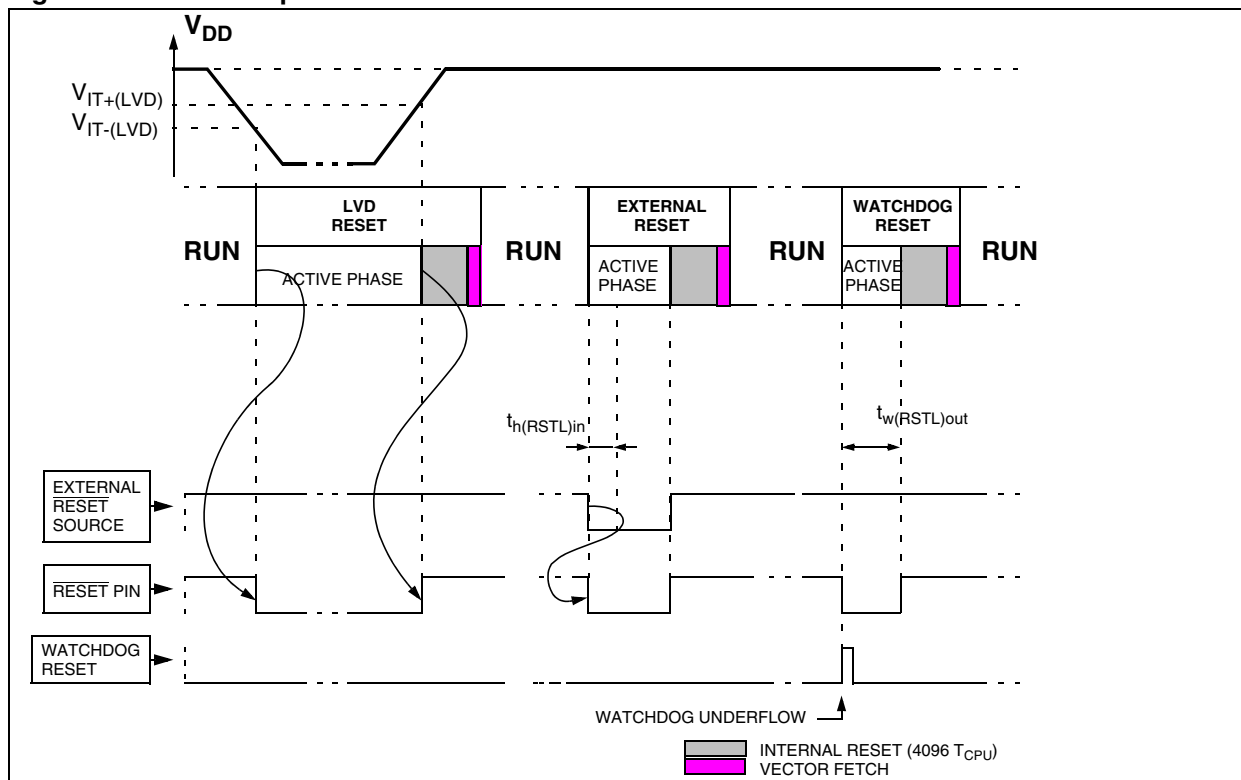 V_DD
V_IT+(LVD)
V_IT-(LVD)
LVD
RESET
EXTERNAL
RESET
WATCHDOG
RESET
RUN
RUN
RUN
RUN
ACTIVE PHASE
ACTIVE
PHASE
ACTIVE
PHASE
t_h(RSTL)in
t_w(RSTL)out
EXTERNAL
RESET
SOURCE
RESET PIN
WATCHDOG
RESET
WATCHDOG UNDERFLOW
INTERNAL RESET (4096 T_CPU)
VECTOR FETCH